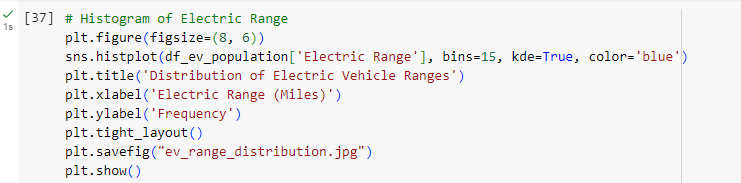 [37] # Histogram of Electric Range
plt.figure(figsize=(8, 6))
sns.histplot(df_ev_population['Electric Range'], bins=15, kde=True, color='blue')
plt.title('Distribution of Electric Vehicle Ranges')
plt.xlabel('Electric Range (Miles)')
plt.ylabel('Frequency')
plt.tight_layout()
plt.savefig("ev_range_distribution.jpg")
plt.show()
1s